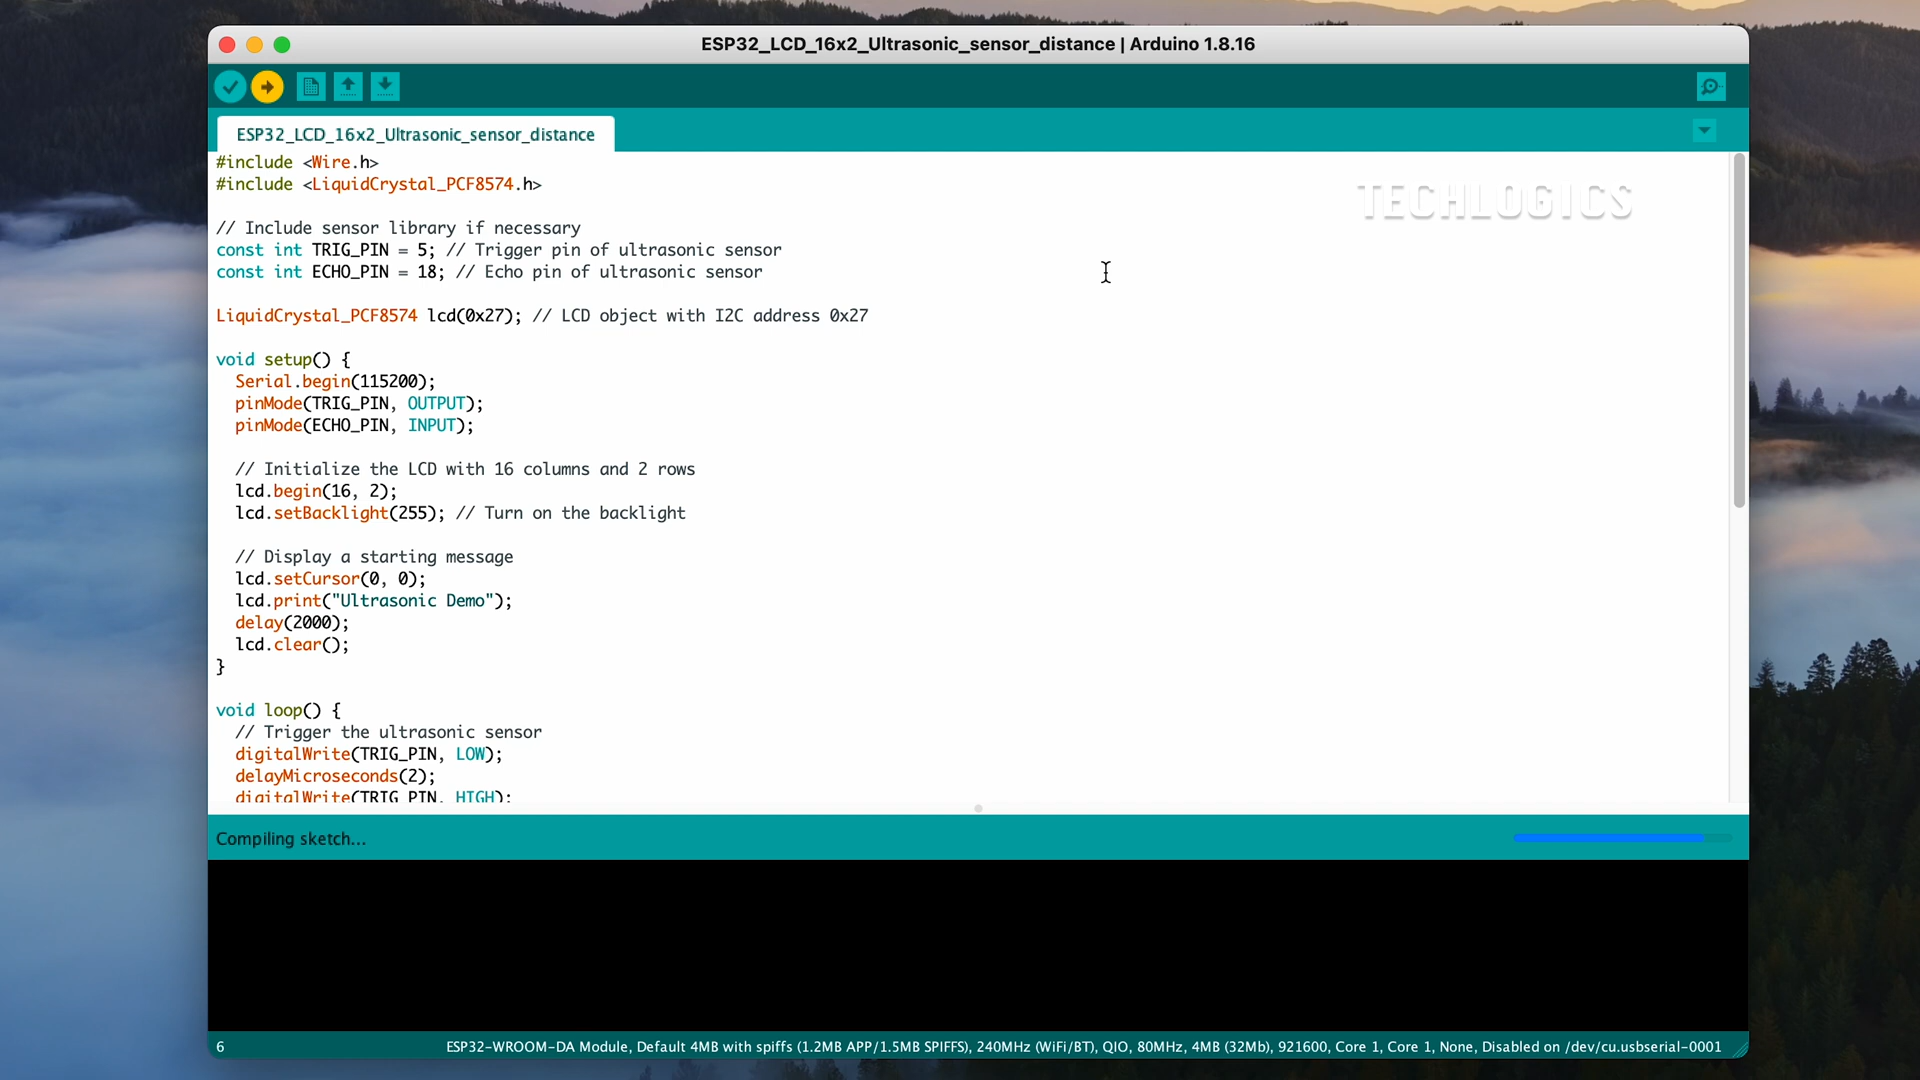 ESP32_LCD_16x2_Ultrasonic_sensor_distance | Arduino 1.8.16
ESP32_LCD_16x2_Ultrasonic_sensor_distance
#include <Wire.h>
#include <LiquidCrystal_PCF8574.h>
TECHLOGICS
// Include sensor library if necessary
const int TRIG_PIN = 5; // Trigger pin of ultrasonic sensor
const int ECHO_PIN = 18; // Echo pin of ultrasonic sensor
LiquidCrystal_PCF8574 lcd(0x27); // LCD object with I2C address 0x27
void setup() {
Serial.begin(115200);
pinMode(TRIG_PIN, OUTPUT);
pinMode(ECHO_PIN, INPUT);
// Initialize the LCD with 16 columns and 2 rows
lcd.begin(16, 2);
lcd.setBacklight(255); // Turn on the backlight
// Display a starting message
lcd.setCursor(0, 0);
lcd.print("Ultrasonic Demo");
delay(2000);
lcd.clear();
}
void loop() {
// Trigger the ultrasonic sensor
digitalWrite(TRIG_PIN, LOW);
delayMicroseconds(2);
digitalWrite(TRIG_PIN, HIGH);
Compiling sketch...
6
ESP32-WROOM-DA Module, Default 4MB with spiffs (1.2MB APP/1.5MB SPIFFS), 240MHz (WiFi/BT), QIO, 80MHz, 4MB (32Mb), 921600, Core 1, Core 1, None, Disabled on /dev/cu.usbserial-0001